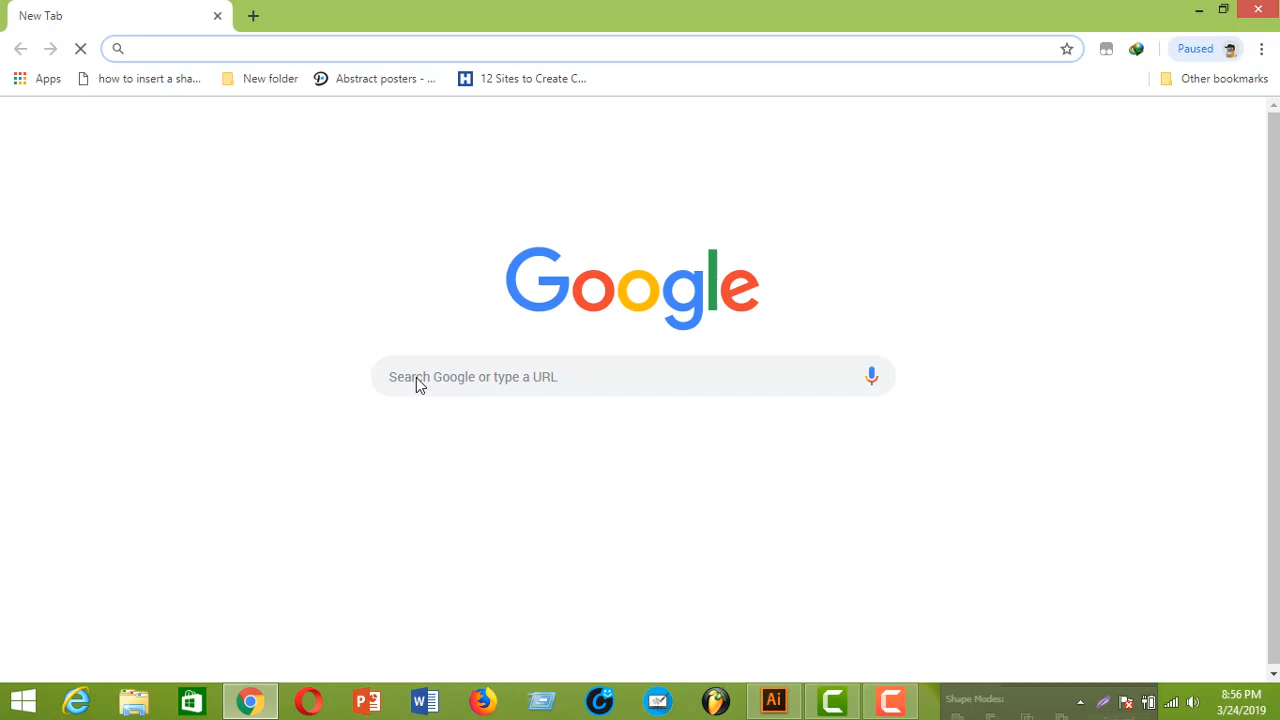 New Tab
Paused
Apps
how to insert a sha...
New folder
Abstract posters - ...
12 Sites to Create C...
Other bookmarks
Google
Search Google or type a URL
Shape Modes:
8:56 PM
3/24/2019